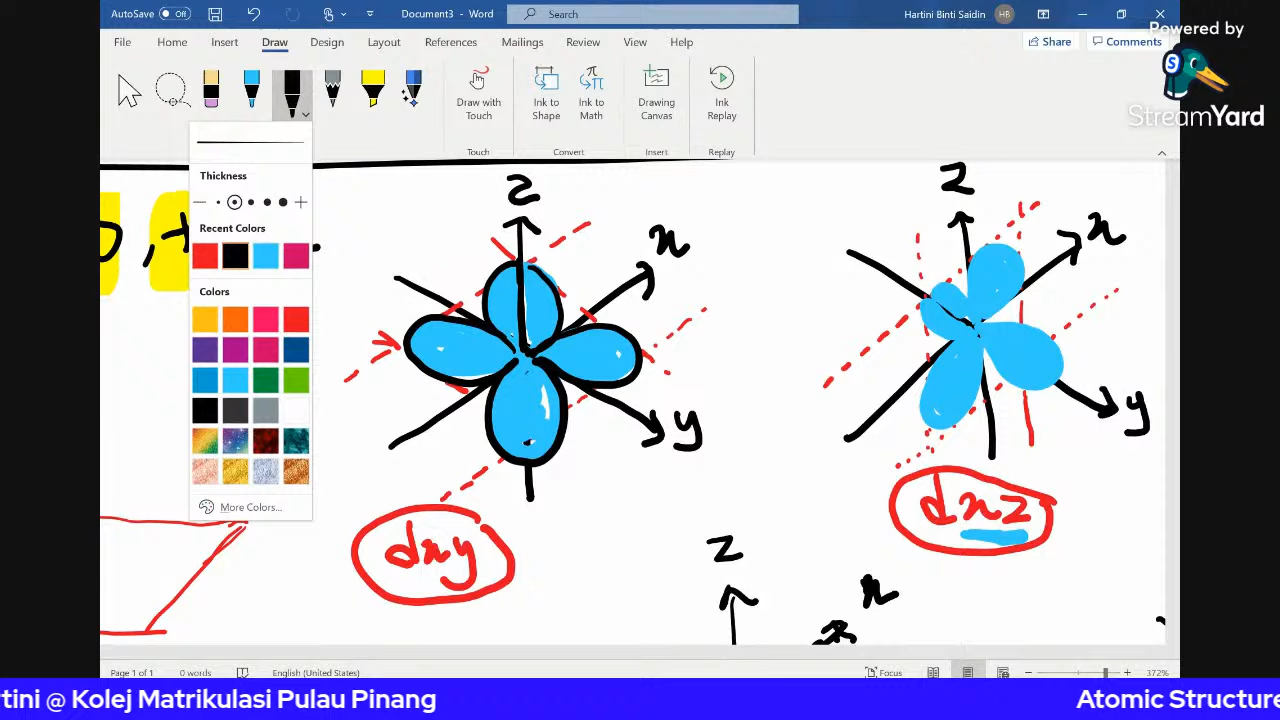 AutoSave Off Document3 - Word Search Hartini Binti Saidin HB
Powered by
StreamYard
File Home Insert Draw Design Layout References Mailings Review View Help Share Comments
Draw with Touch Ink to Shape Ink to Math Drawing Canvas Ink Replay
Touch Convert Insert Replay
Thickness
Recent Colors
Colors
More Colors...
z
x
y
dxy
z
x
y
dxz
z
x
x
Page 1 of 1 0 words English (United States) Focus 372%
rtini @ Kolej Matrikulasi Pulau Pinang Atomic Structure